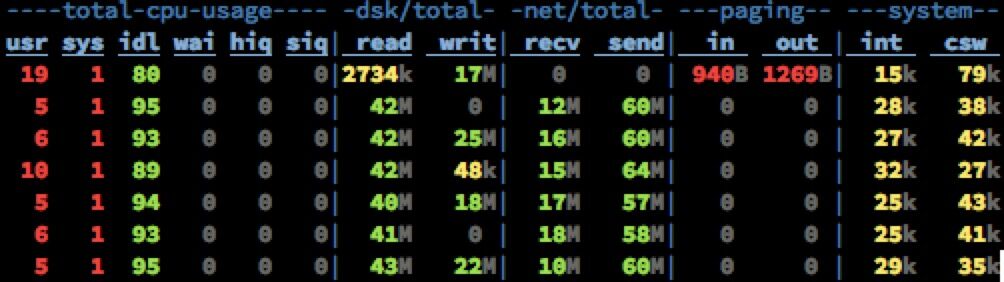 ----total-cpu-usage---- -dsk/total- -net/total- ---paging-- ---system--
usr sys idl wai hiq siq| read  writ| recv  send|  in   out | int   csw
 19   1  80   0   0   0|2734k   17M|   0     0 | 940B 1269B|  15k   79k
  5   1  95   0   0   0|  42M    0 |  12M   60M|   0     0 |  28k   38k
  6   1  93   0   0   0|  42M   25M|  16M   60M|   0     0 |  27k   42k
 10   1  89   0   0   0|  42M   48k|  15M   64M|   0     0 |  32k   27k
  5   1  94   0   0   0|  40M   18M|  17M   57M|   0     0 |  25k   43k
  6   1  93   0   0   0|  41M    0 |  18M   58M|   0     0 |  25k   41k
  5   1  95   0   0   0|  43M   22M|  10M   60M|   0     0 |  29k   35k